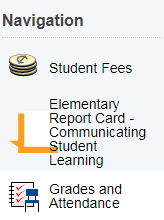 Navigation
Student Fees
Elementary
Report Card -
Communicating
Student
Learning
Grades and
Attendance